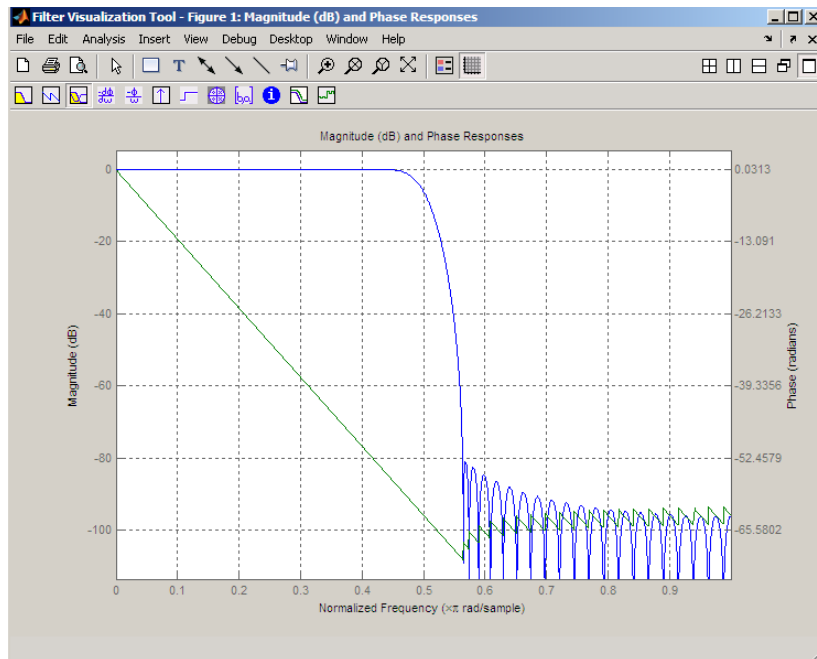 Filter Visualization Tool - Figure 1: Magnitude (dB) and Phase Responses
File Edit Analysis Insert View Debug Desktop Window Help
Magnitude (dB) and Phase Responses
0
-20
-40
-60
-80
-100
Magnitude (dB)
0.0313
-13.091
-26.2133
-39.3356
-52.4579
-65.5802
Phase (radians)
0 0.1 0.2 0.3 0.4 0.5 0.6 0.7 0.8 0.9
Normalized Frequency (×π rad/sample)